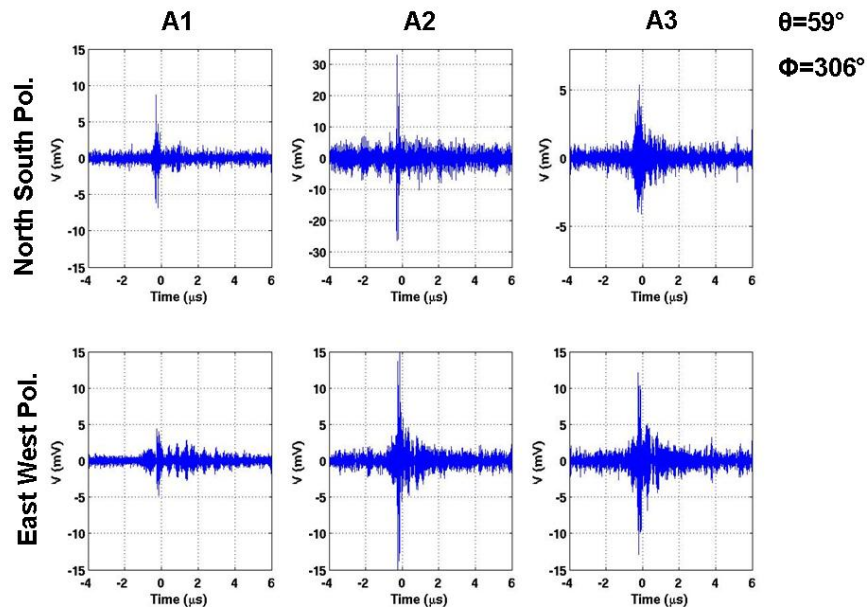 A1 A2 A3 θ=59°
Φ=306°
North South Pol.
15 10 5 0 -5 -10 -15
V (mV)
-4 -2 0 2 4 6
Time (μs)
30 20 10 0 -10 -20 -30
V (mV)
-4 -2 0 2 4 6
Time (μs)
5 0 -5
V (mV)
-4 -2 0 2 4 6
Time (μs)
East West Pol.
15 10 5 0 -5 -10 -15
V (mV)
-4 -2 0 2 4 6
Time (μs)
15 10 5 0 -5 -10 -15
V (mV)
-4 -2 0 2 4 6
Time (μs)
15 10 5 0 -5 -10 -15
V (mV)
-4 -2 0 2 4 6
Time (μs)